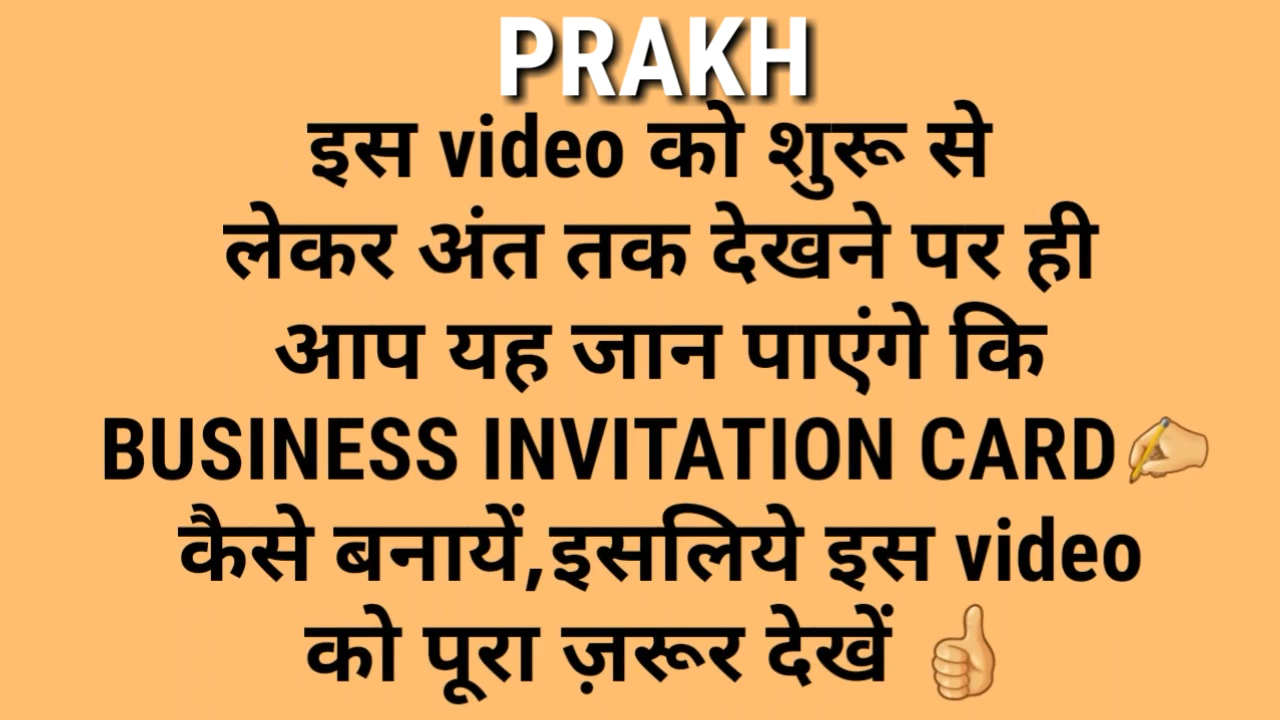 PRAKH
इस video को शुरू से
लेकर अंत तक देखने पर ही
आप यह जान पाएंगे कि
BUSINESS INVITATION CARD✍
कैसे बनायें,इसलिये इस video
को पूरा ज़रूर देखें 👍